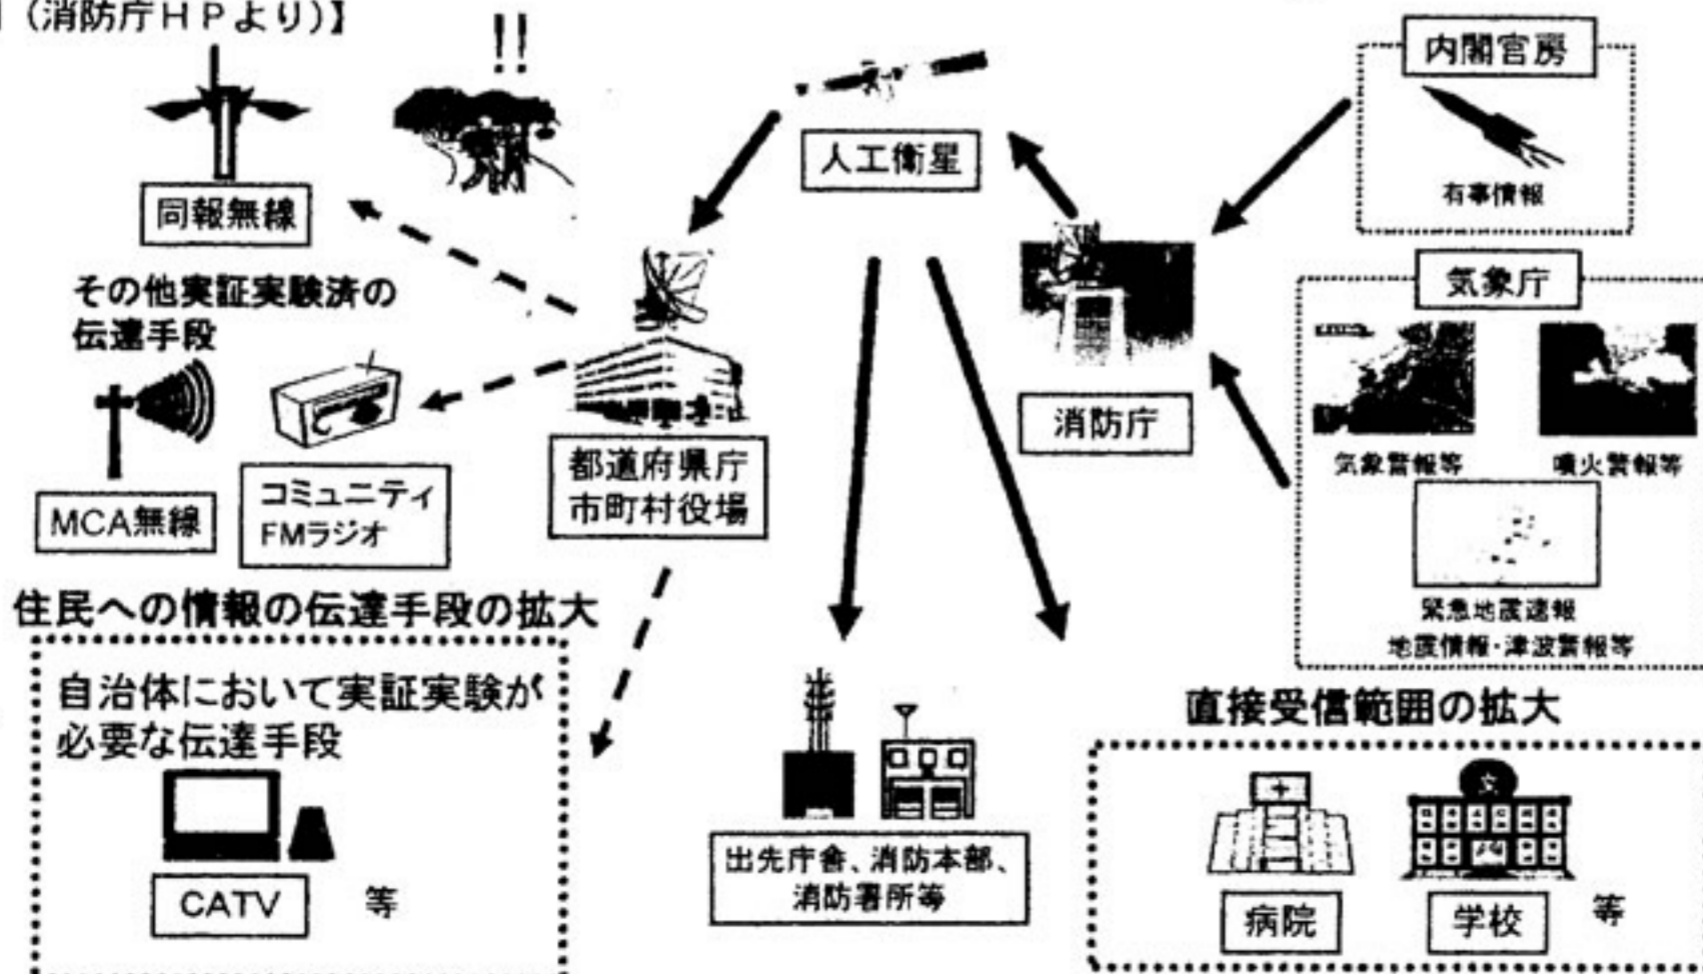 （消防庁ＨＰより）】
!!
同報無線
人工衛星
内閣官房
有事情報
その他実証実験済の
伝達手段
MCA無線
コミュニティ
FMラジオ
都道府県庁
市町村役場
消防庁
気象庁
気象警報等
噴火警報等
緊急地震速報
地震情報・津波警報等
住民への情報の伝達手段の拡大
自治体において実証実験が
必要な伝達手段
CATV
等
出先庁舎、消防本部、
消防署所等
直接受信範囲の拡大
文
病院
学校
等